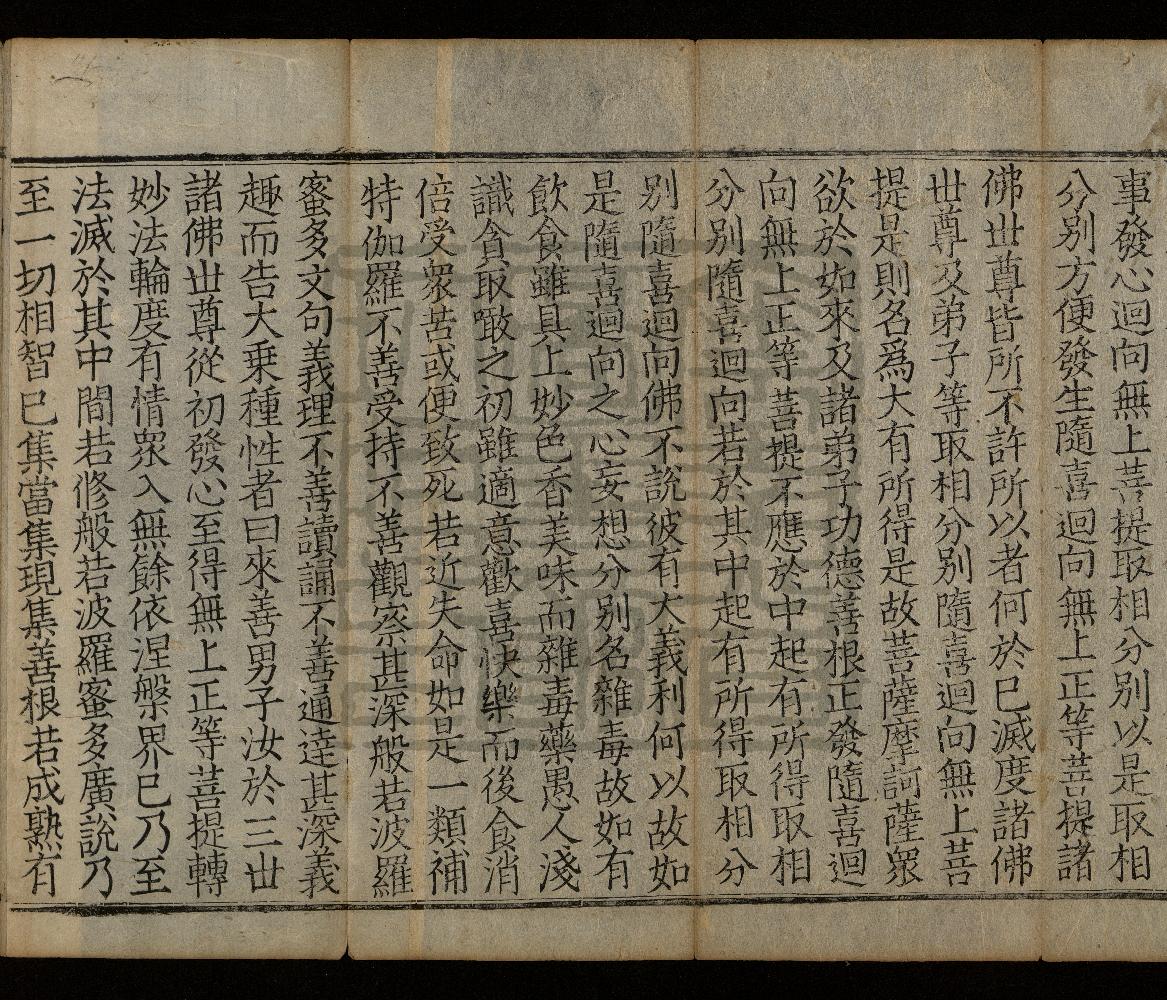 事發心迴向無上菩提取相分别以是取相
分别方便發生隨喜迴向無上正等菩提諸
佛世尊皆所不許所以者何於已滅度諸佛
世尊及弟子等取相分别隨喜迴向無上菩
提是則名爲大有所得是故菩薩摩訶薩衆
欲於如來及諸弟子功德善根正發隨喜迴
向無上正等菩提不應於中起有所得取相
分别隨喜迴向若於其中起有所得取相分
别隨喜迴向佛不說彼有大義利何以故如
是隨喜迴向之心妄想分别名雜毒故如有
飲食雖具上妙色香美味而雜毒藥愚人淺
識貪取噉之初雖適意歡喜快樂而後食消
倍受衆苦或便致死若近失命如是一類補
特伽羅不善受持不善觀察甚深般若波羅
蜜多文句義理不善讀誦不善通達甚深義
趣而告大乗種性者曰來善男子汝於三世
諸佛世尊從初發心至得無上正等菩提轉
妙法輪度有情衆入無餘依涅槃界已乃至
法滅於其中間若修般若波羅蜜多廣說乃
至一切相智已集當集現集善根若成熟有